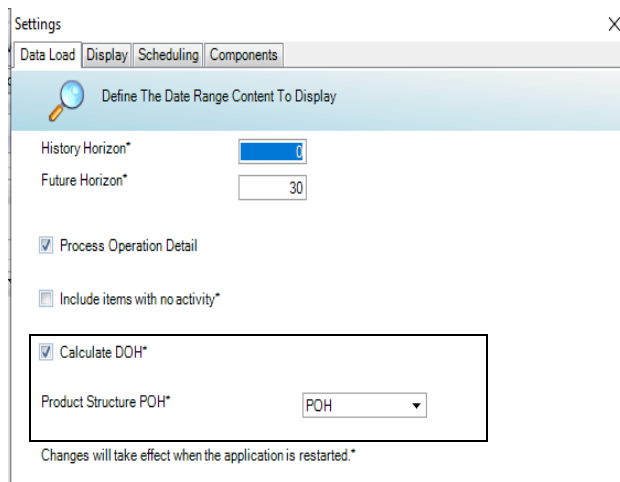 Settings
Data Load Display Scheduling Components
Define The Date Range Content To Display
History Horizon* 0
Future Horizon* 30
Process Operation Detail
Include items with no activity*
Calculate DOH*
Product Structure POH* POH
Changes will take effect when the application is restarted.*